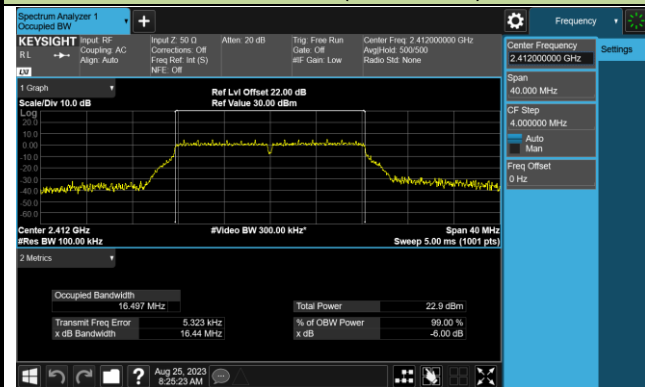 Spectrum Analyzer 1
Occupied BW
+
Frequency
KEYSIGHT
Input: RF
Coupling: AC
Align: Auto
Input Z: 50 Ω
Corrections: Off
Freq Ref: Int (S)
NFE: Off
Atten: 20 dB
Trig: Free Run
Gate: Off
#IF Gain: Low
Center Freq: 2.412000000 GHz
Avg|Hold: 500/500
Radio Std: None
RL
LXI
Center Frequency
2.412000000 GHz
Settings
Span
40.000 MHz
CF Step
4.000000 MHz
Auto
Man
Freq Offset
0 Hz
1 Graph
Scale/Div 10.0 dB
Ref Lvl Offset 22.00 dB
Ref Value 30.00 dBm
Log
20.0
10.0
0.00
-10.0
-20.0
-30.0
-40.0
-50.0
-60.0
Center 2.412 GHz
#Video BW 300.00 kHz*
Span 40 MHz
#Res BW 100.00 kHz
Sweep 5.00 ms (1001 pts)
2 Metrics
Occupied Bandwidth
16.497 MHz
Total Power 22.9 dBm
Transmit Freq Error 5.323 kHz
% of OBW Power 99.00 %
x dB Bandwidth 16.44 MHz
x dB -6.00 dB
?
Aug 25, 2023
8:25:23 AM